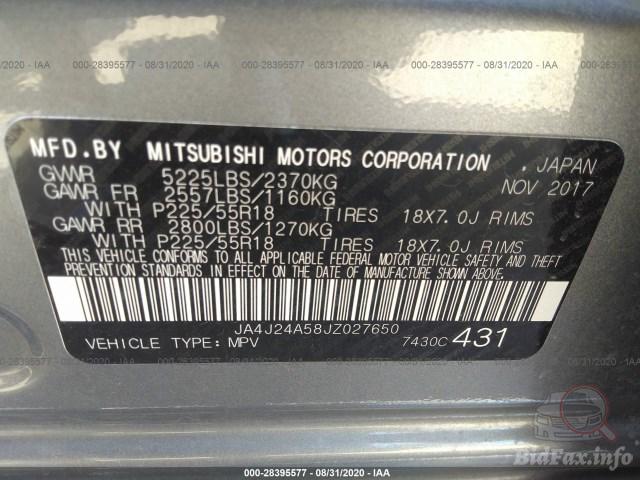 000-28395577 - 08/31/2020 - IAA
MFD.BY MITSUBISHI MOTORS CORPORATION , JAPAN
GVWR 5225LBS/2370KG NOV 2017
GAWR FR 2557LBS/1160KG
WITH P225/55R18 TIRES 18X7.0J RIMS
GAWR RR 2800LBS/1270KG
WITH P225/55R18 TIRES 18X7.0J RIMS
THIS VEHICLE CONFORMS TO ALL APPLICABLE FEDERAL MOTOR VEHICLE SAFETY AND THEFT
PREVENTION STANDARDS IN EFFECT ON THE DATE OF MANUFACTURE SHOWN ABOVE.
JA4J24A58JZ027650
VEHICLE TYPE: MPV 7430C 431
BidFax.info
000-28395577 - 08/31/2020 - IAA